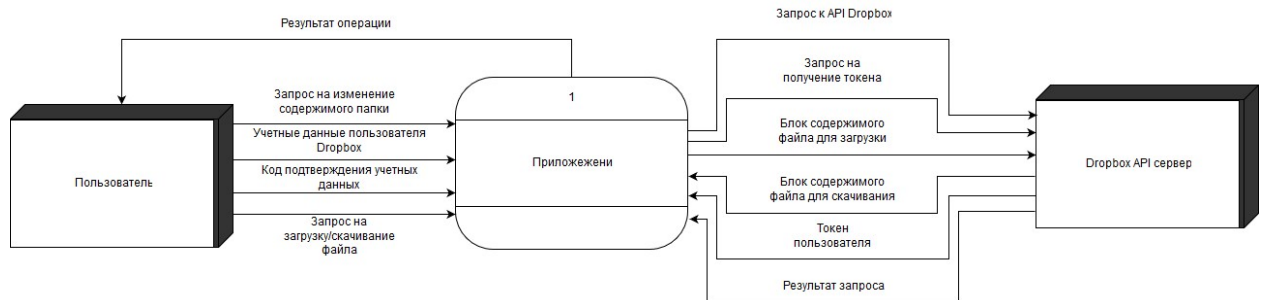 Результат операции
Запрос на изменение
содержимого папки
Учетные данные пользователя
Dropbox
Код подтверждения учетных
данных
Запрос на
загрузку/скачивание
файла
Пользователь
1
Приложежени
Запрос к API Dropbox
Запрос на
получение токена
Блок содержимого
файла для загрузки
Блок содержимого
файла для скачивания
Токен
пользователя
Результат запроса
Dropbox API сервер